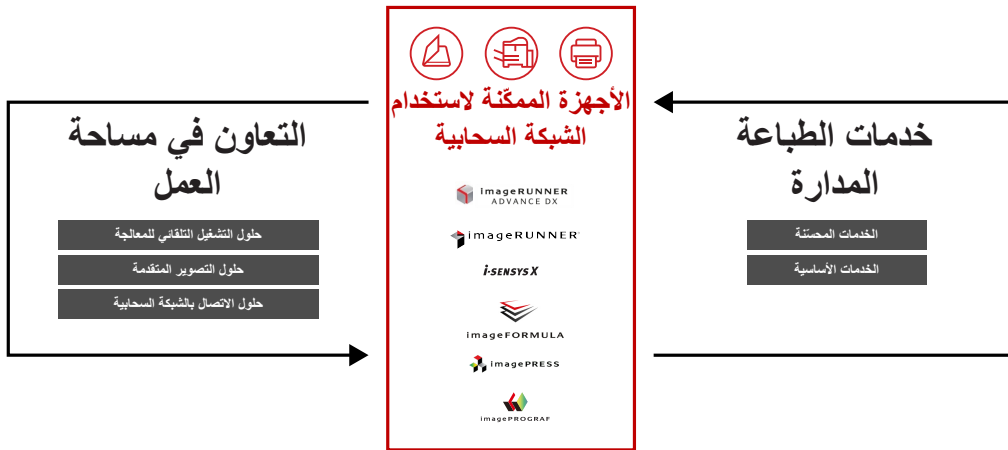 خدمات الطباعة
المدارة
الخدمات المحسّنة
الخدمات الأساسية
الأجهزة الممكّنة لاستخدام
الشبكة السحابية
imageRUNNER
ADVANCE DX
imageRUNNER
i-SENSYS X
imageFORMULA
imagePRESS
imagePROGRAF
التعاون في مساحة
العمل
حلول التشغيل التلقائي للمعالجة
حلول التصوير المتقدمة
حلول الاتصال بالشبكة السحابية